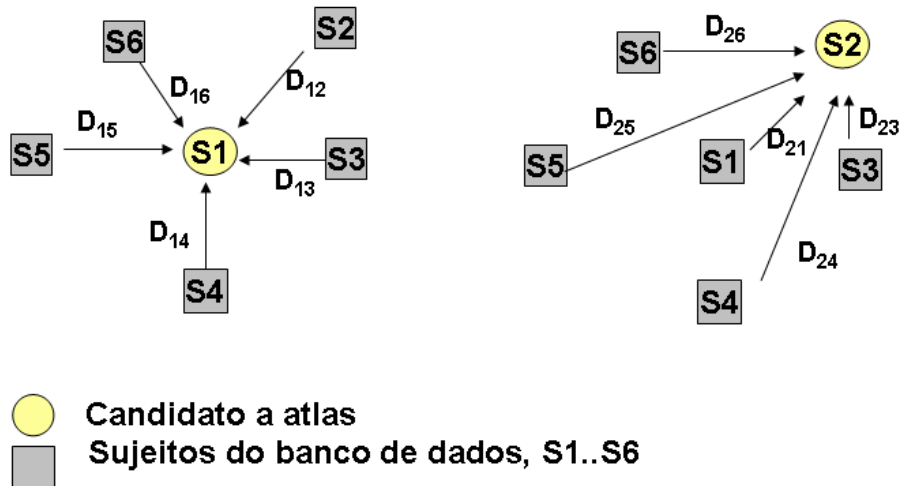 S6
S2
D16
D12
D15
S5
S1
S3
D13
D14
S4
D26
S6
S2
D25
D21
D23
S5
S1
S3
D24
S4
Candidato a atlas
Sujeitos do banco de dados, S1..S6